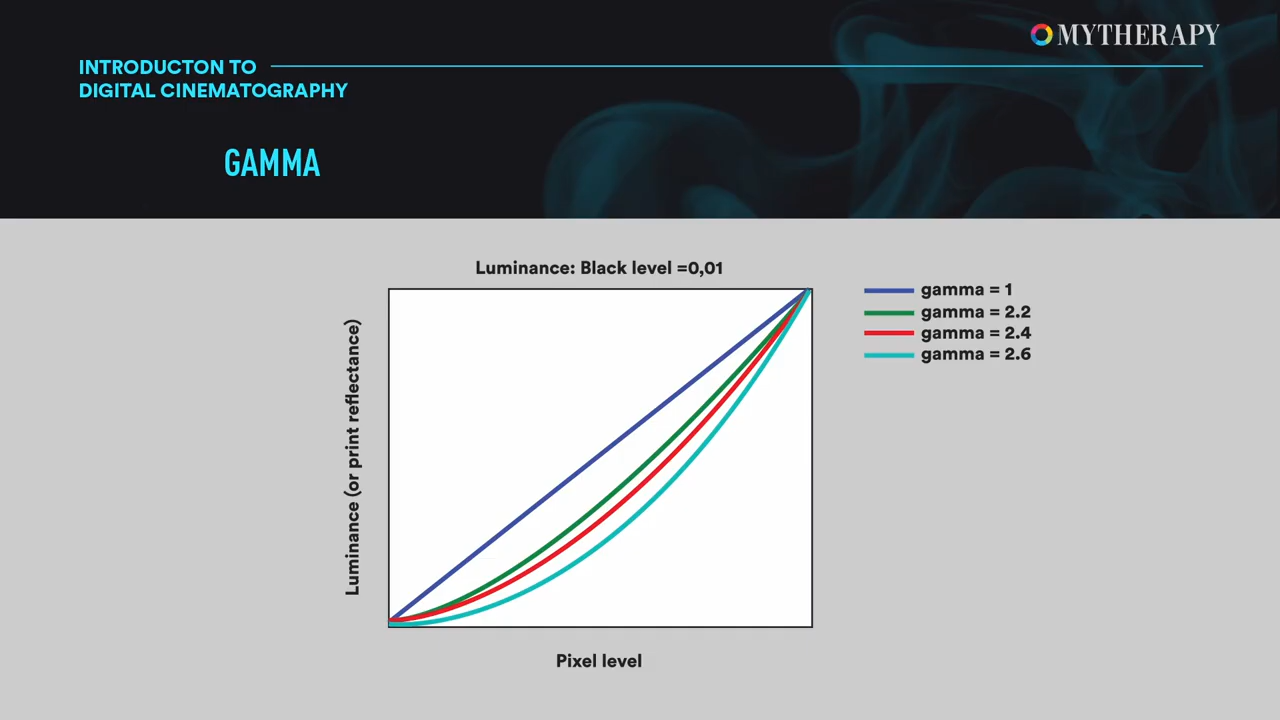 MYTHERAPY
INTRODUCTON TO
DIGITAL CINEMATOGRAPHY
GAMMA
Luminance: Black level =0,01
gamma = 1
gamma = 2.2
gamma = 2.4
gamma = 2.6
Luminance (or print reflectance)
Pixel level